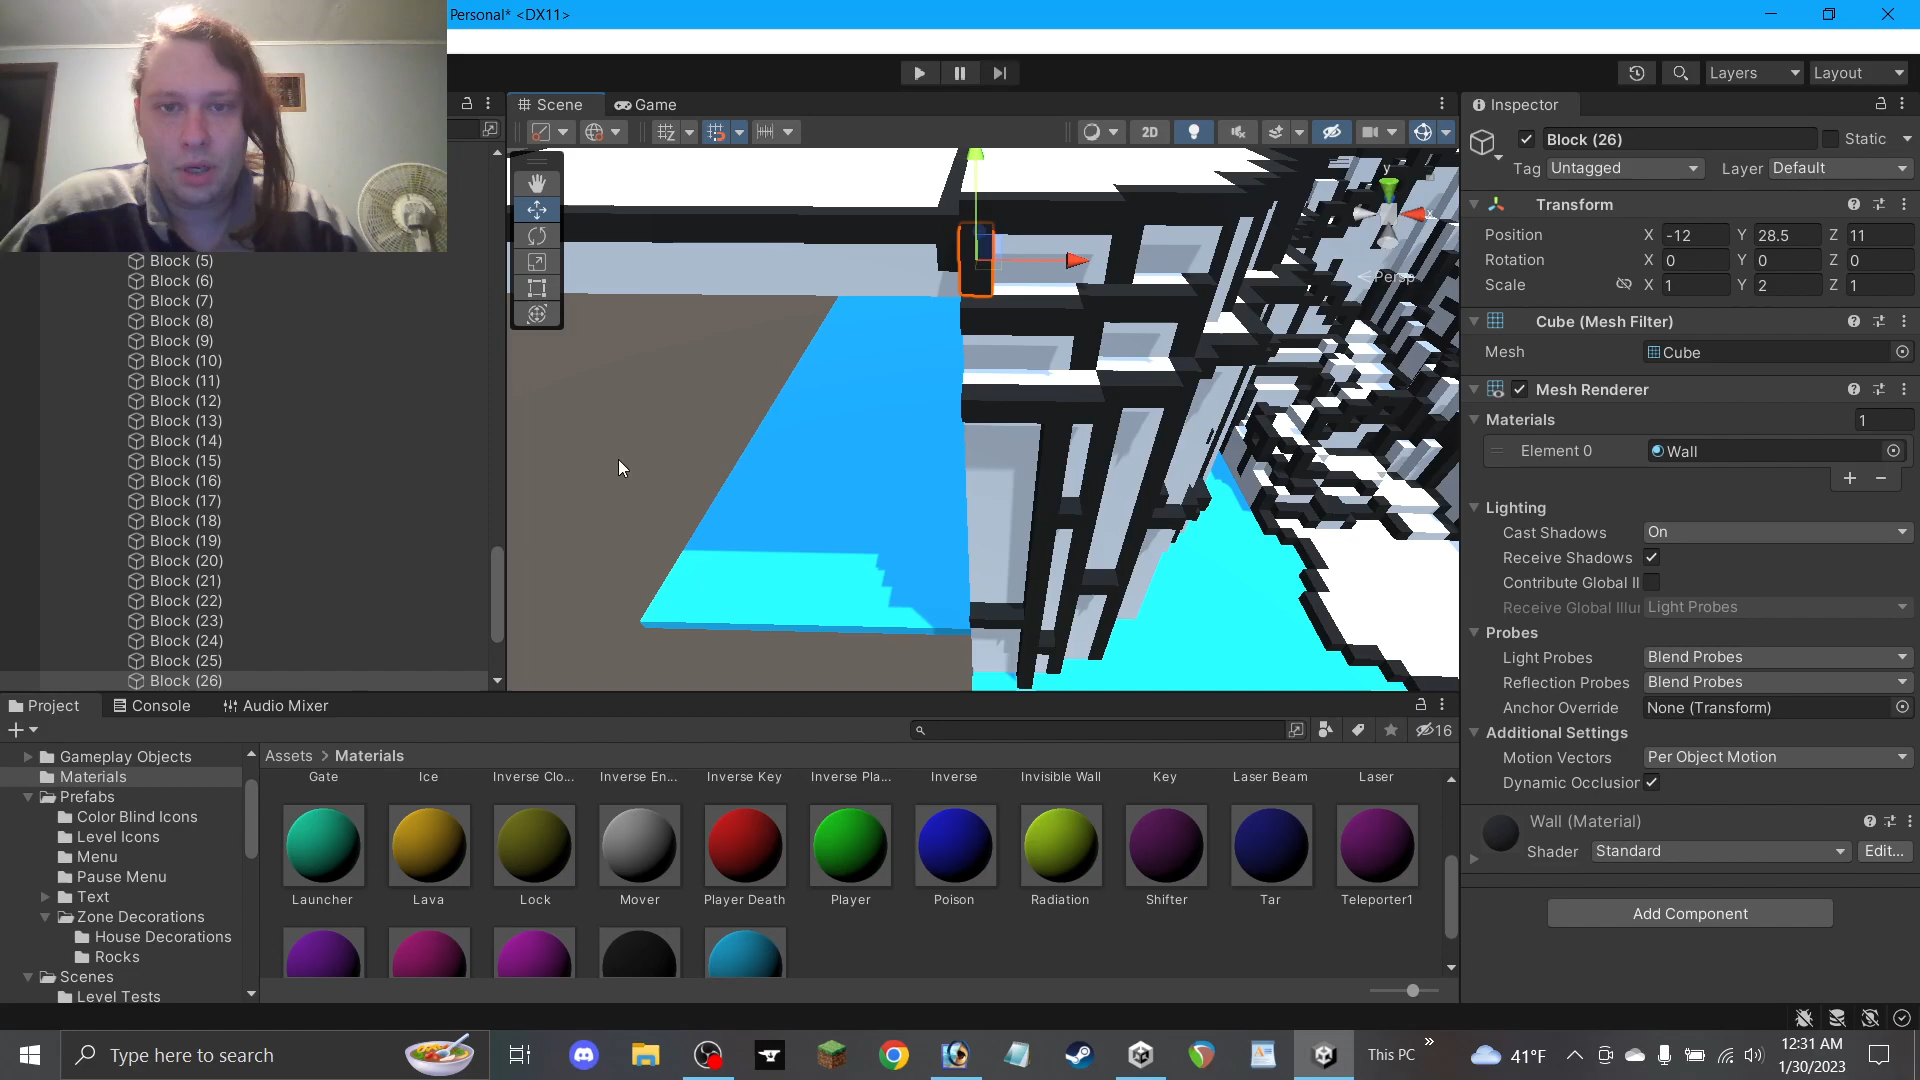 Personal* <DX11>
Layers
Layout
Scene
Game
2D
y
x
Persp
Block (5)
Block (6)
Block (7)
Block (8)
Block (9)
Block (10)
Block (11)
Block (12)
Block (13)
Block (14)
Block (15)
Block (16)
Block (17)
Block (18)
Block (19)
Block (20)
Block (21)
Block (22)
Block (23)
Block (24)
Block (25)
Block (26)
Inspector
Block (26)
Static
Tag Untagged
Layer Default
Transform
Position X -12 Y 28.5 Z 11
Rotation X 0 Y 0 Z 0
Scale X 1 Y 2 Z 1
Cube (Mesh Filter)
Mesh Cube
Mesh Renderer
Materials 1
Element 0 Wall
Lighting
Cast Shadows On
Receive Shadows
Contribute Global Il
Receive Global Illur Light Probes
Probes
Light Probes Blend Probes
Reflection Probes Blend Probes
Anchor Override None (Transform)
Additional Settings
Motion Vectors Per Object Motion
Dynamic Occlusior
Wall (Material)
Shader Standard Edit...
Add Component
Project
Console
Audio Mixer
16
Gameplay Objects
Materials
Prefabs
Color Blind Icons
Level Icons
Menu
Pause Menu
Text
Zone Decorations
House Decorations
Rocks
Scenes
Level Tests
Assets > Materials
Gate Ice Inverse Clo... Inverse En... Inverse Key Inverse Pla... Inverse Invisible Wall Key Laser Beam Laser
Launcher Lava Lock Mover Player Death Player Poison Radiation Shifter Tar Teleporter1
Type here to search
This PC
41°F
12:31 AM
1/30/2023